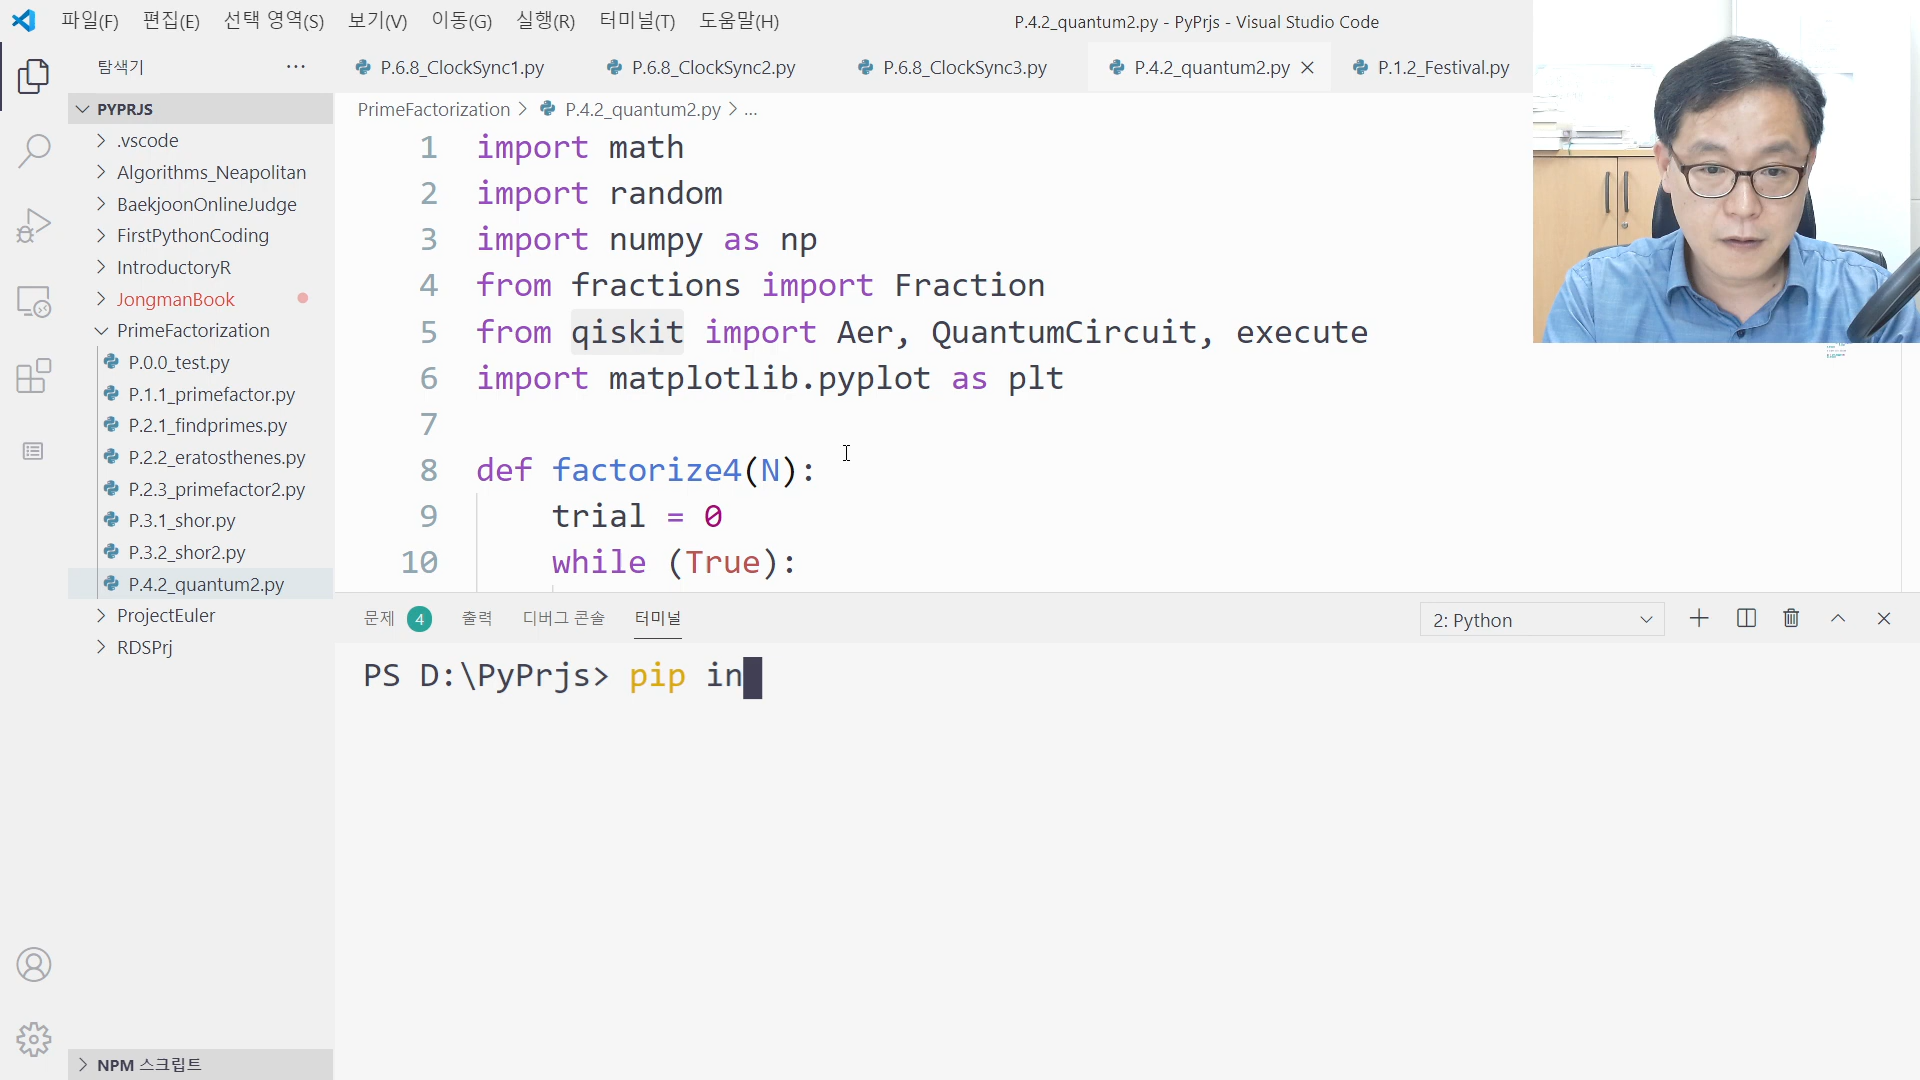 파일(F) 편집(E) 선택 영역(S) 보기(V) 이동(G) 실행(R) 터미널(T) 도움말(H) P.4.2_quantum2.py - PyPrjs - Visual Studio Code
탐색기 ...
P.6.8_ClockSync1.py P.6.8_ClockSync2.py P.6.8_ClockSync3.py P.4.2_quantum2.py P.1.2_Festival.py
PYPRJS
.vscode
Algorithms_Neapolitan
BaekjoonOnlineJudge
FirstPythonCoding
IntroductoryR
JongmanBook
PrimeFactorization
P.0.0_test.py
P.1.1_primefactor.py
P.2.1_findprimes.py
P.2.2_eratosthenes.py
P.2.3_primefactor2.py
P.3.1_shor.py
P.3.2_shor2.py
P.4.2_quantum2.py
ProjectEuler
RDSPrj
NPM 스크립트
PrimeFactorization > P.4.2_quantum2.py > ...
1 import math
2 import random
3 import numpy as np
4 from fractions import Fraction
5 from qiskit import Aer, QuantumCircuit, execute
6 import matplotlib.pyplot as plt
7
8 def factorize4(N):
9 trial = 0
10 while (True):
문제 4 출력 디버그 콘솔 터미널 2: Python
PS D:\PyPrjs> pip in